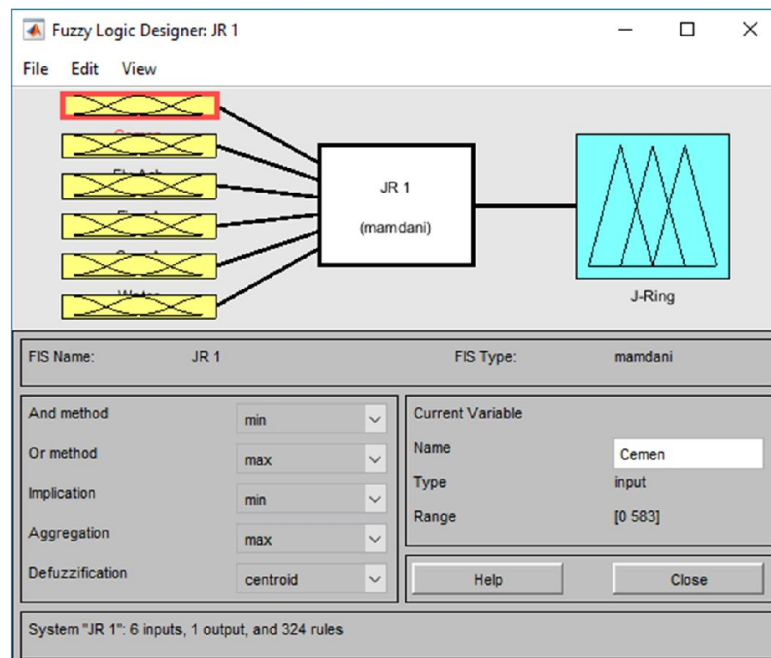 Fuzzy Logic Designer: JR 1
File Edit View
JR 1
(mamdani)
J-Ring
FIS Name: JR 1 FIS Type: mamdani
And method min
Or method max
Implication min
Aggregation max
Defuzzification centroid
Current Variable
Name Cemen
Type input
Range [0 583]
Help Close
System "JR 1": 6 inputs, 1 output, and 324 rules